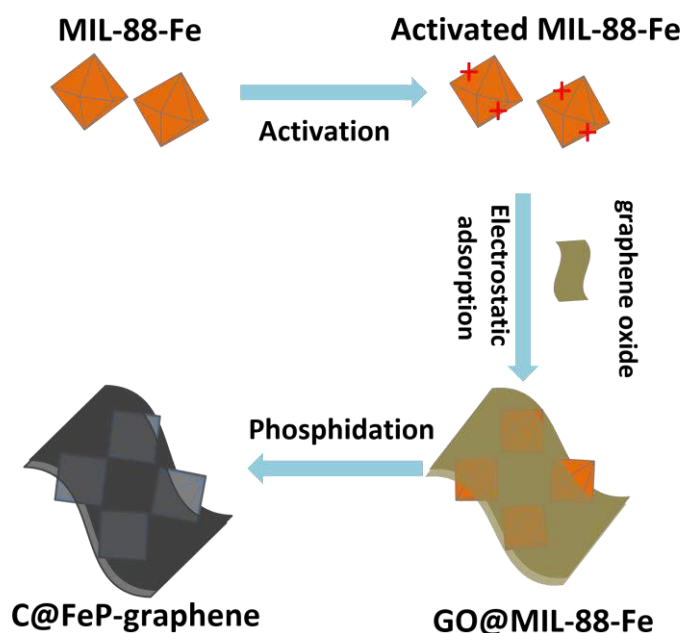 MIL-88-Fe
Activated MIL-88-Fe
Activation
Electrostatic
adsorption
graphene oxide
Phosphidation
C@FeP-graphene
GO@MIL-88-Fe